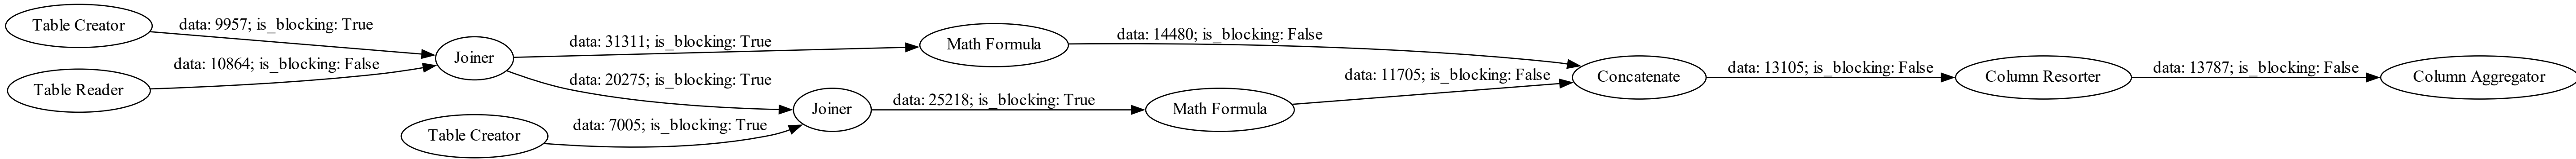 Table Creator
data: 9957; is_blocking: True
Table Reader
data: 10864; is_blocking: False
Joiner
data: 31311; is_blocking: True
data: 20275; is_blocking: True
Table Creator
data: 7005; is_blocking: True
Joiner
data: 25218; is_blocking: True
Math Formula
data: 14480; is_blocking: False
Math Formula
data: 11705; is_blocking: False
Concatenate
data: 13105; is_blocking: False
Column Resorter
data: 13787; is_blocking: False
Column Aggregator